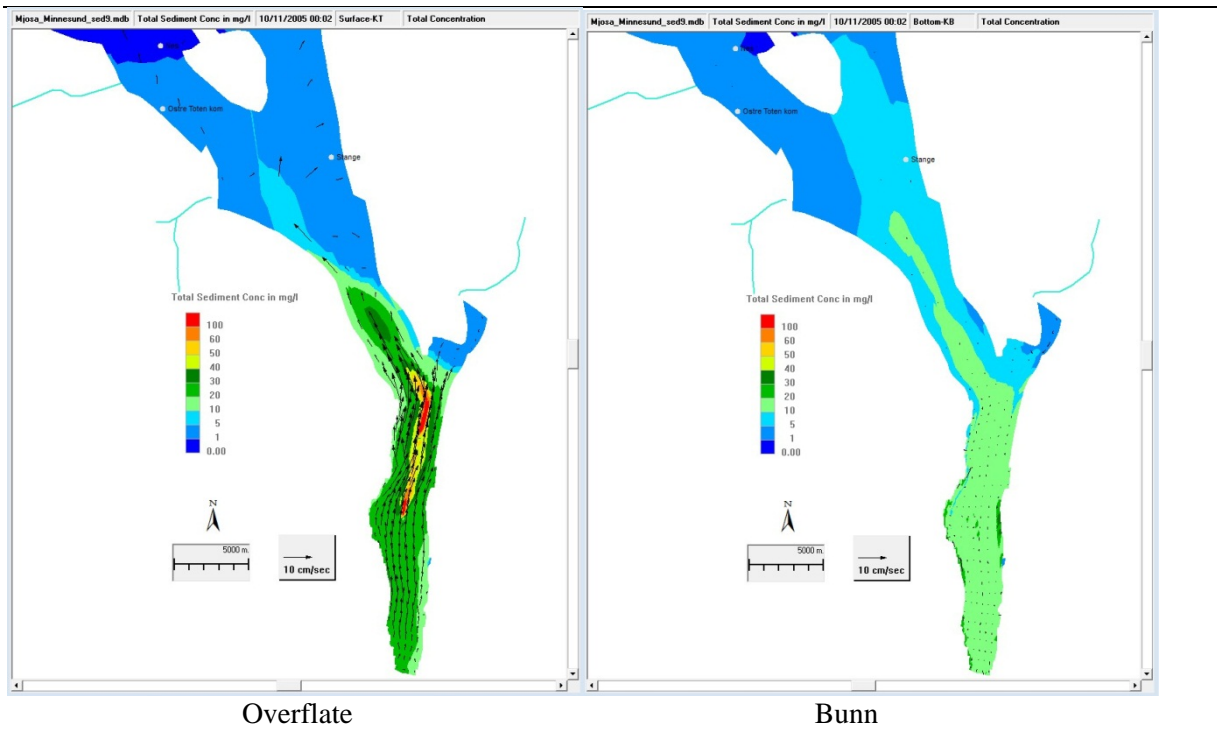 Mjosa_Minnesund_sed9.mdb Total Sediment Conc in mg/l 10/11/2005 00:02 Surface-KT Total Concentration
Ostre Toten kom
Stange
Total Sediment Conc in mg/l
100
60
50
40
30
20
10
5
1
0.00
N
5000 m.
10 cm/sec
Mjosa_Minnesund_sed9.mdb Total Sediment Conc in mg/l 10/11/2005 00:02 Bottom-KB Total Concentration
Ostre Toten kom
Stange
Total Sediment Conc in mg/l
100
60
50
40
30
20
10
5
1
0.00
N
5000 m.
10 cm/sec
Overflate
Bunn